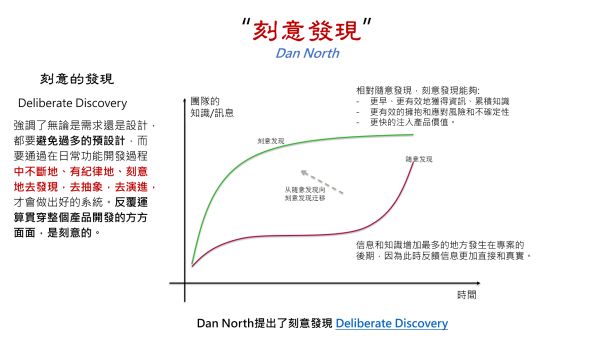 “刻意發現”
Dan North
刻意的發現
Deliberate Discovery
強調了無論是需求還是設計，
都要避免過多的預設計，而
要通過在日常功能開發過程
中不斷地、有紀律地、刻意
地去發現，去抽象，去演進，
才會做出好的系統。反覆運
算貫穿整個產品開發的方方
面面，是刻意的。
團隊的
知識/訊息
刻意发现
相對隨意發現，刻意發現能夠:
- 更早、更有效地獲得資訊、累積知識
- 更有效的擁抱和應對風險和不確定性
- 更快的注入產品價值。
随意发现
从随意发现向
刻意发现迁移
信息和知識增加最多的地方發生在專案的
後期，因為此時反饋信息更加直接和真實。
時間
Dan North提出了刻意發現 Deliberate Discovery